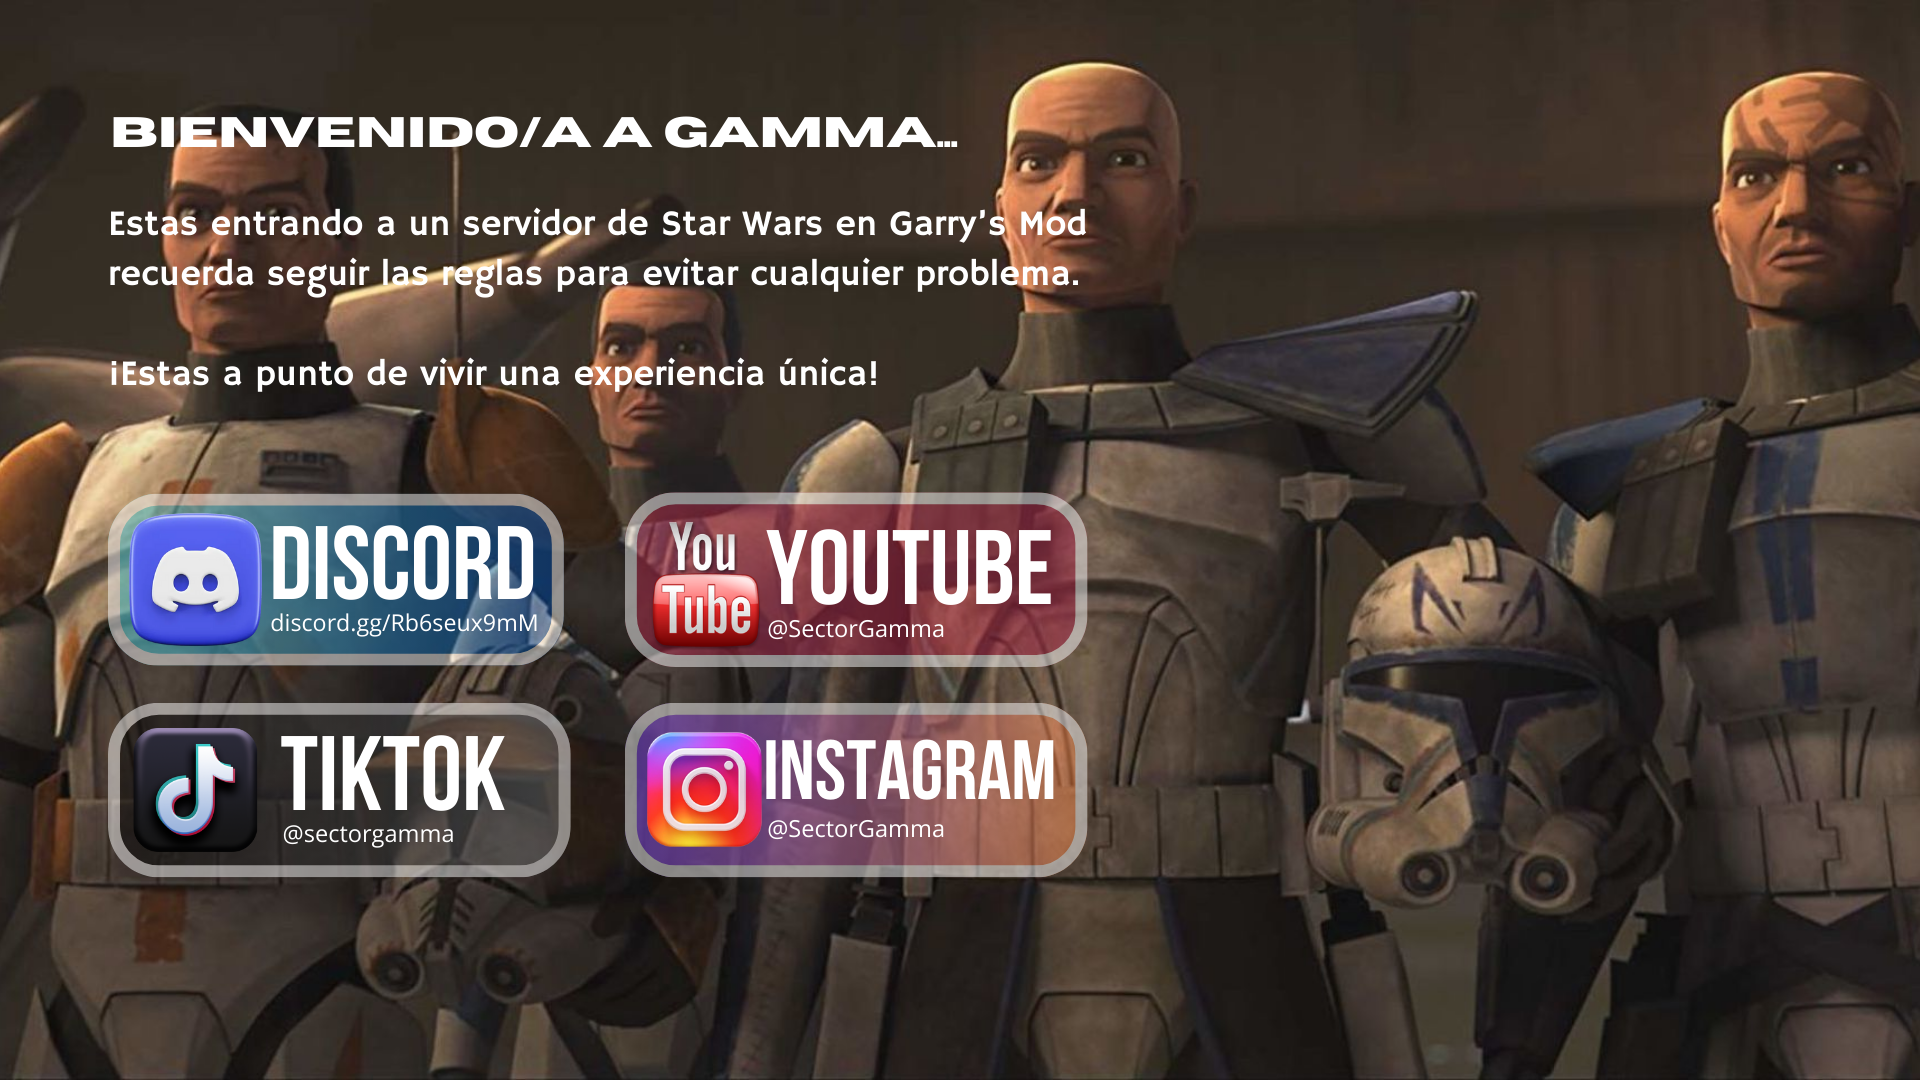 BIENVENIDO/A A GAMMA...
Estas entrando a un servidor de Star Wars en Garry's Mod
recuerda seguir las reglas para evitar cualquier problema.
¡Estas a punto de vivir una experiencia única!
DISCORD
discord.gg/Rb6seux9mM
You
Tube
YOUTUBE
@SectorGamma
TIKTOK
@sectorgamma
INSTAGRAM
@SectorGamma